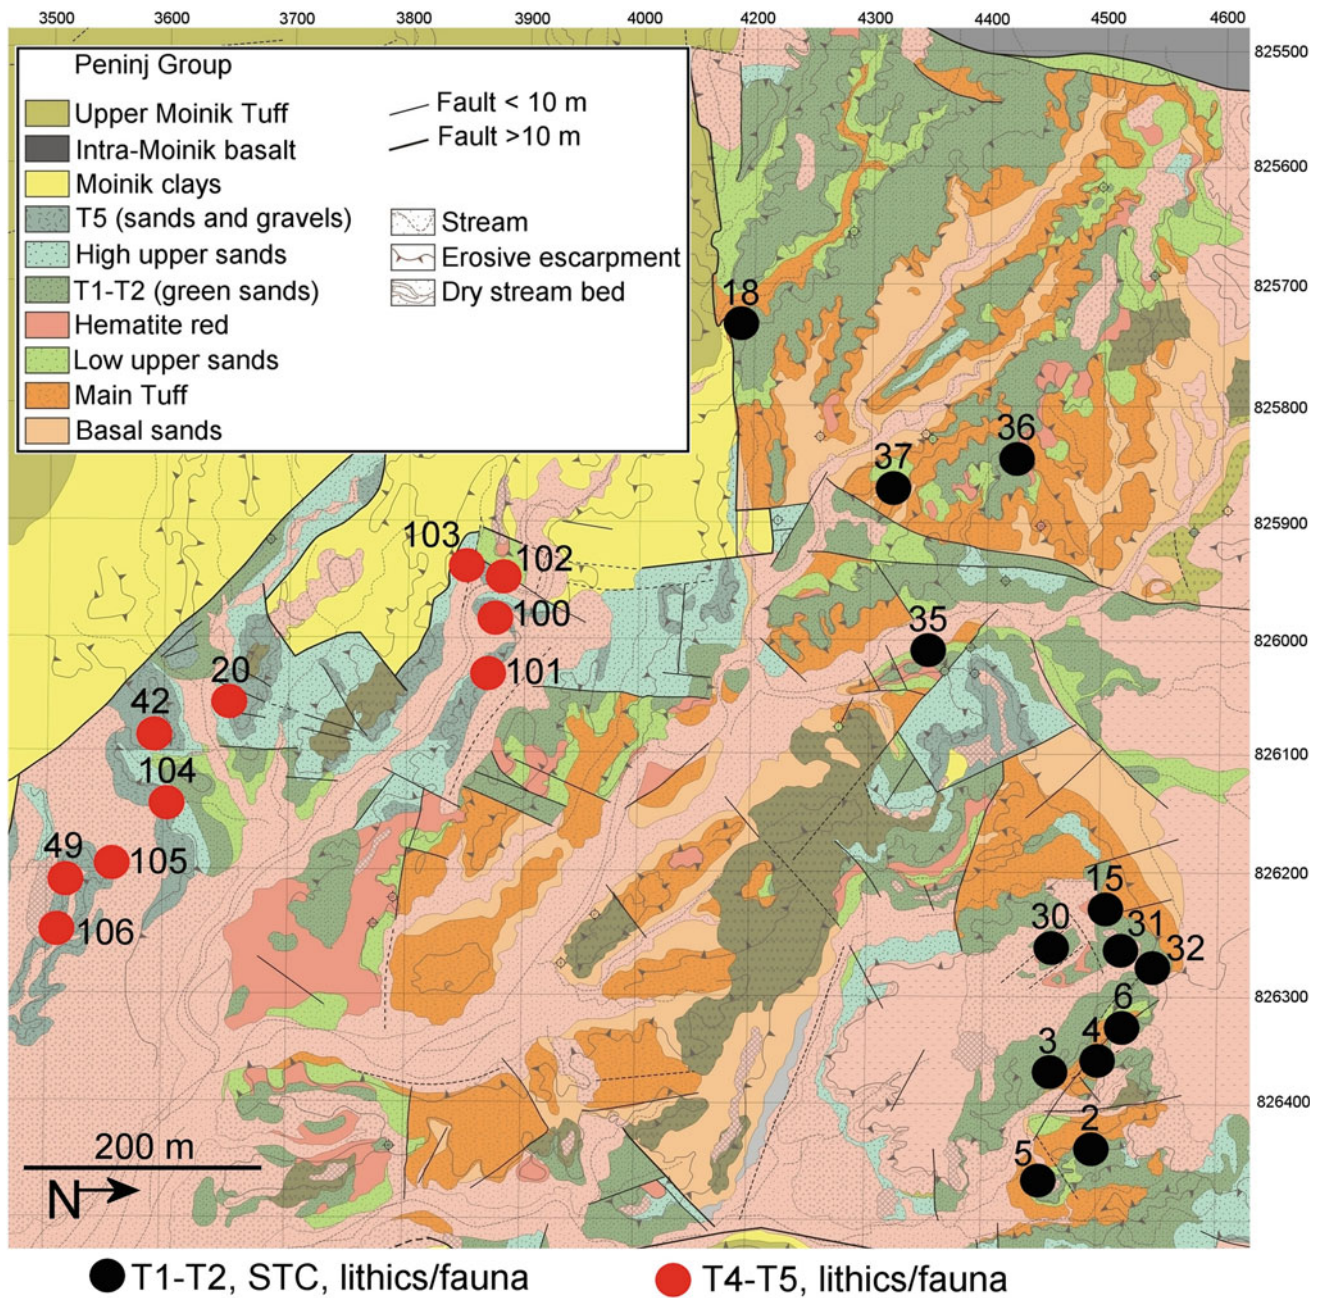 3500 3600 3700 3800 3900 4000 4200 4300 4400 4500 4600
Peninj Group
Upper Moinik Tuff
Intra-Moinik basalt
Moinik clays
T5 (sands and gravels)
High upper sands
T1-T2 (green sands)
Hematite red
Low upper sands
Main Tuff
Basal sands
Fault < 10 m
Fault >10 m
Stream
Erosive escarpment
Dry stream bed
825500
825600
825700
825800
825900
826000
826100
826200
826300
826400
18
36
37
103
102
100
35
101
20
42
104
49
105
106
15
30
31
32
6
4
3
2
5
200 m
N
T1-T2, STC, lithics/fauna
T4-T5, lithics/fauna